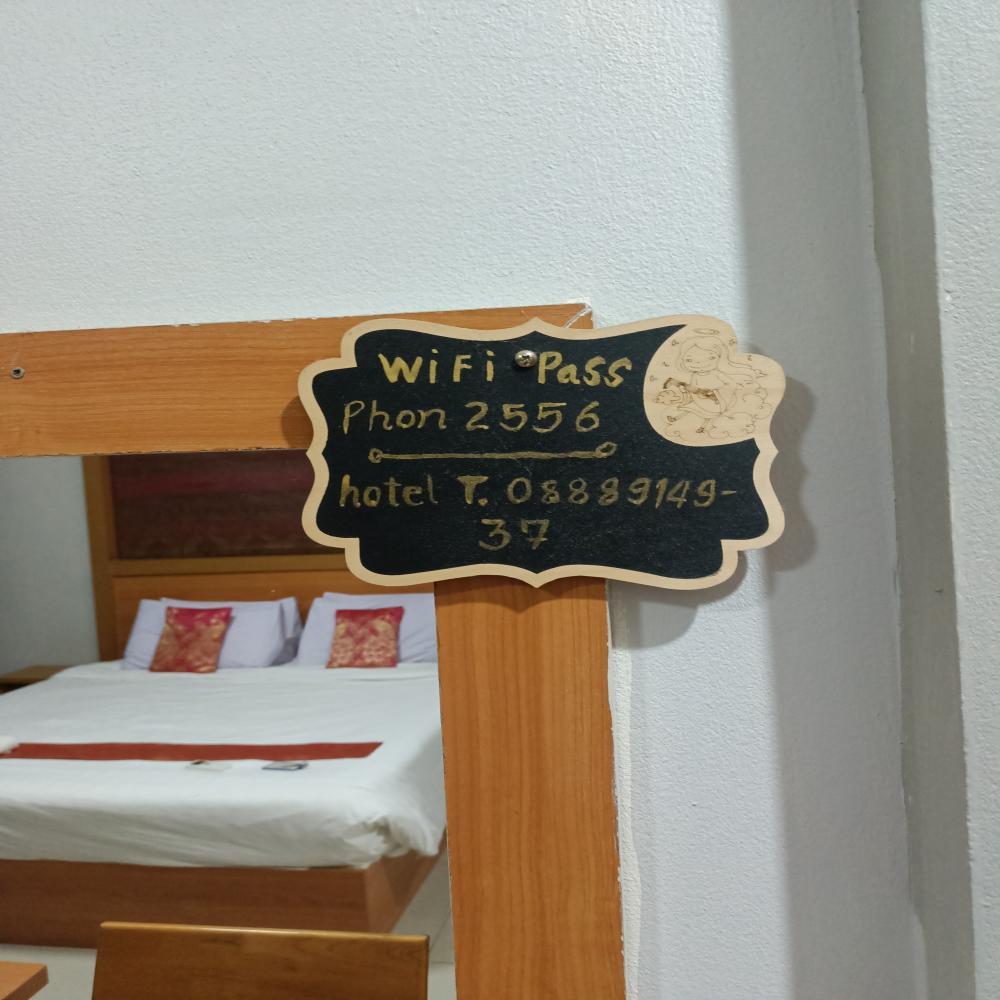 WiFi Pass
Phon 2556
hotel T. 08889149-
37